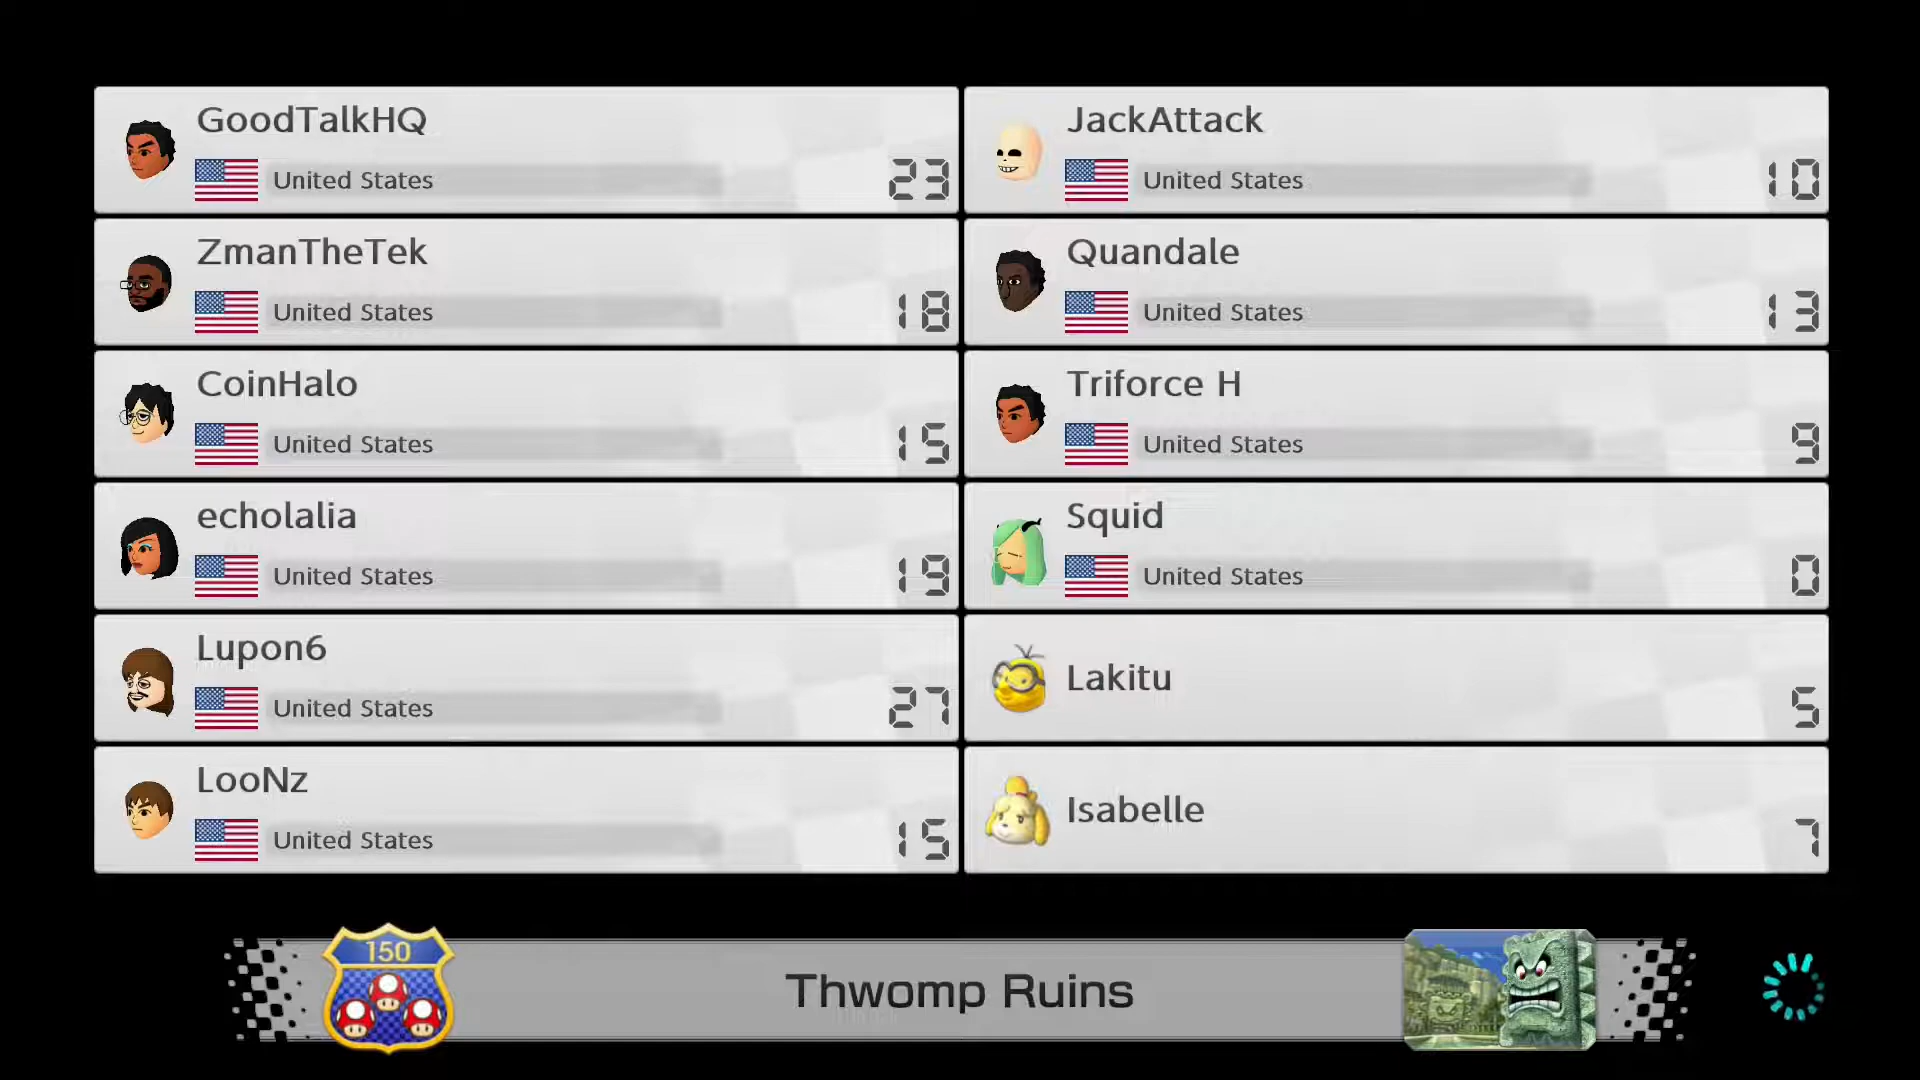 GoodTalkHQ
United States
23
ZmanTheTek
United States
18
CoinHalo
United States
15
echolalia
United States
19
Lupon6
United States
27
LooNz
United States
15
JackAttack
United States
10
Quandale
United States
13
Triforce H
United States
9
Squid
United States
0
Lakitu
5
Isabelle
7
150
Thwomp Ruins